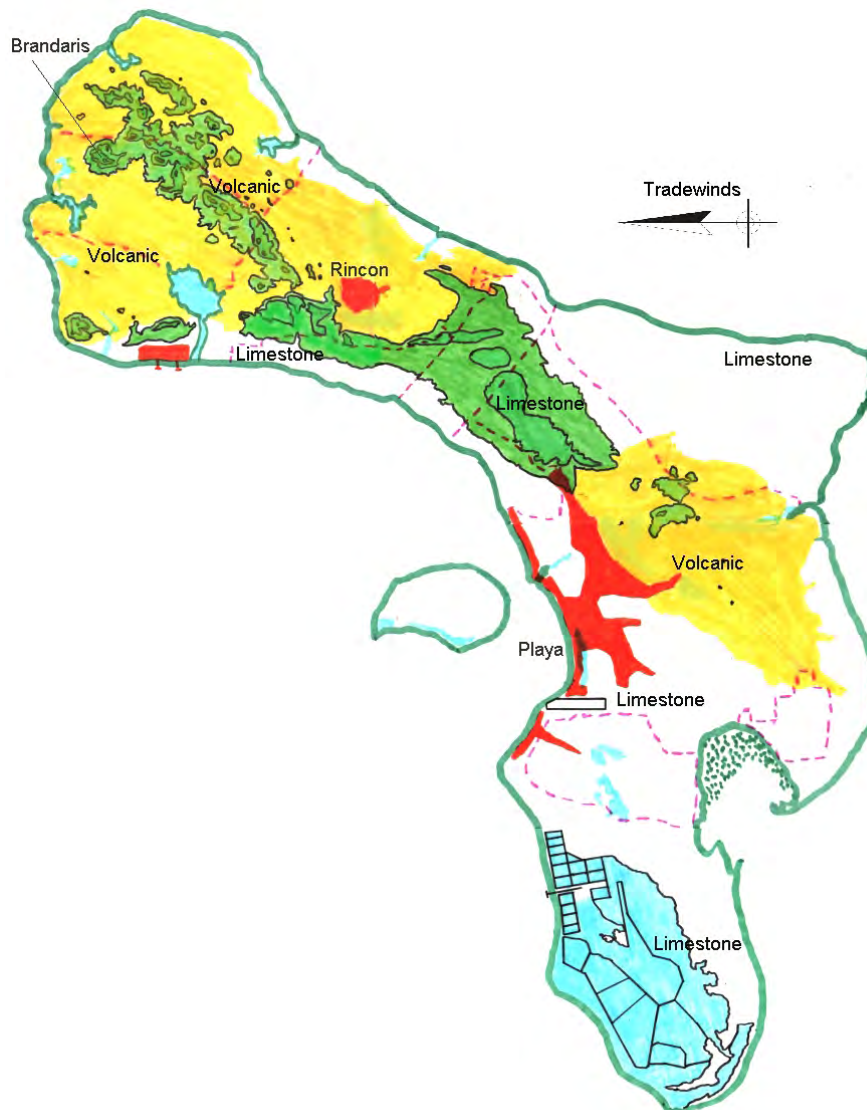 Brandaris
Tradewinds
Volcanic
Volcanic
Rincon
Limestone
Limestone
Limestone
Volcanic
Playa
Limestone
Limestone